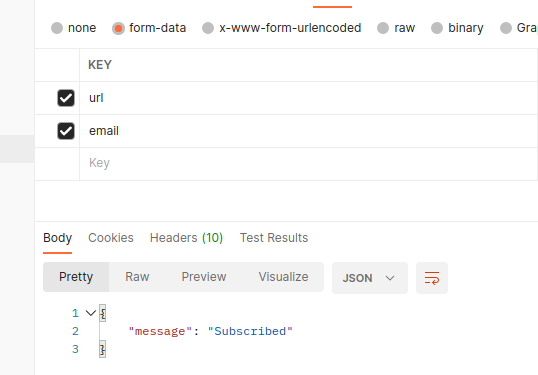 none form-data x-www-form-urlencoded raw binary Gra
KEY
url
email
Key
Body Cookies Headers (10) Test Results
Pretty Raw Preview Visualize JSON
1 {
2 "message": "Subscribed"
3 }